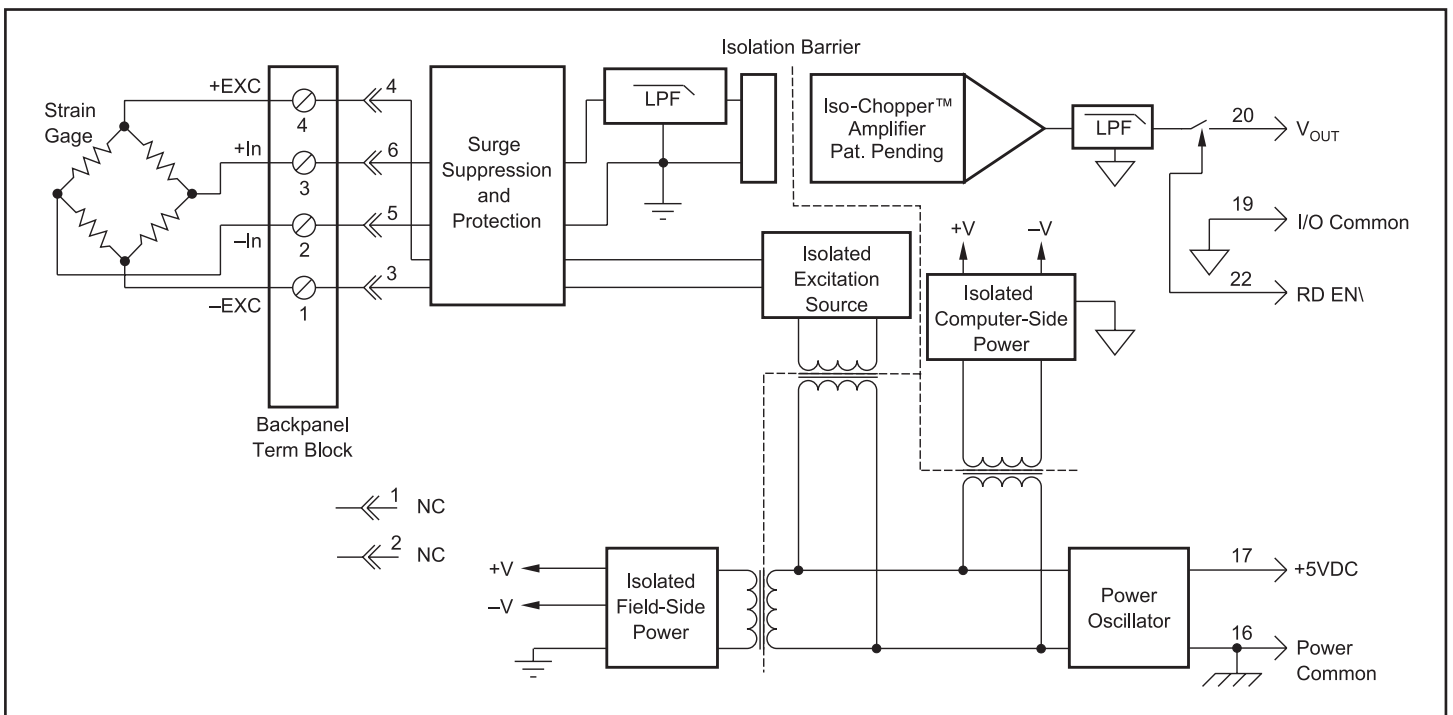 Isolation Barrier
Strain
Gage
+EXC
4
4
+In
6
3
–In
5
2
–EXC
3
1
Backpanel
Term Block
Surge
Suppression
and
Protection
LPF
Iso-Chopper™
Amplifier
Pat. Pending
LPF
20
V_OUT
19
I/O Common
22
RD EN\
Isolated
Excitation
Source
+V
–V
Isolated
Computer-Side
Power
1
NC
2
NC
+V
–V
Isolated
Field-Side
Power
Power
Oscillator
17
+5VDC
16
Power
Common